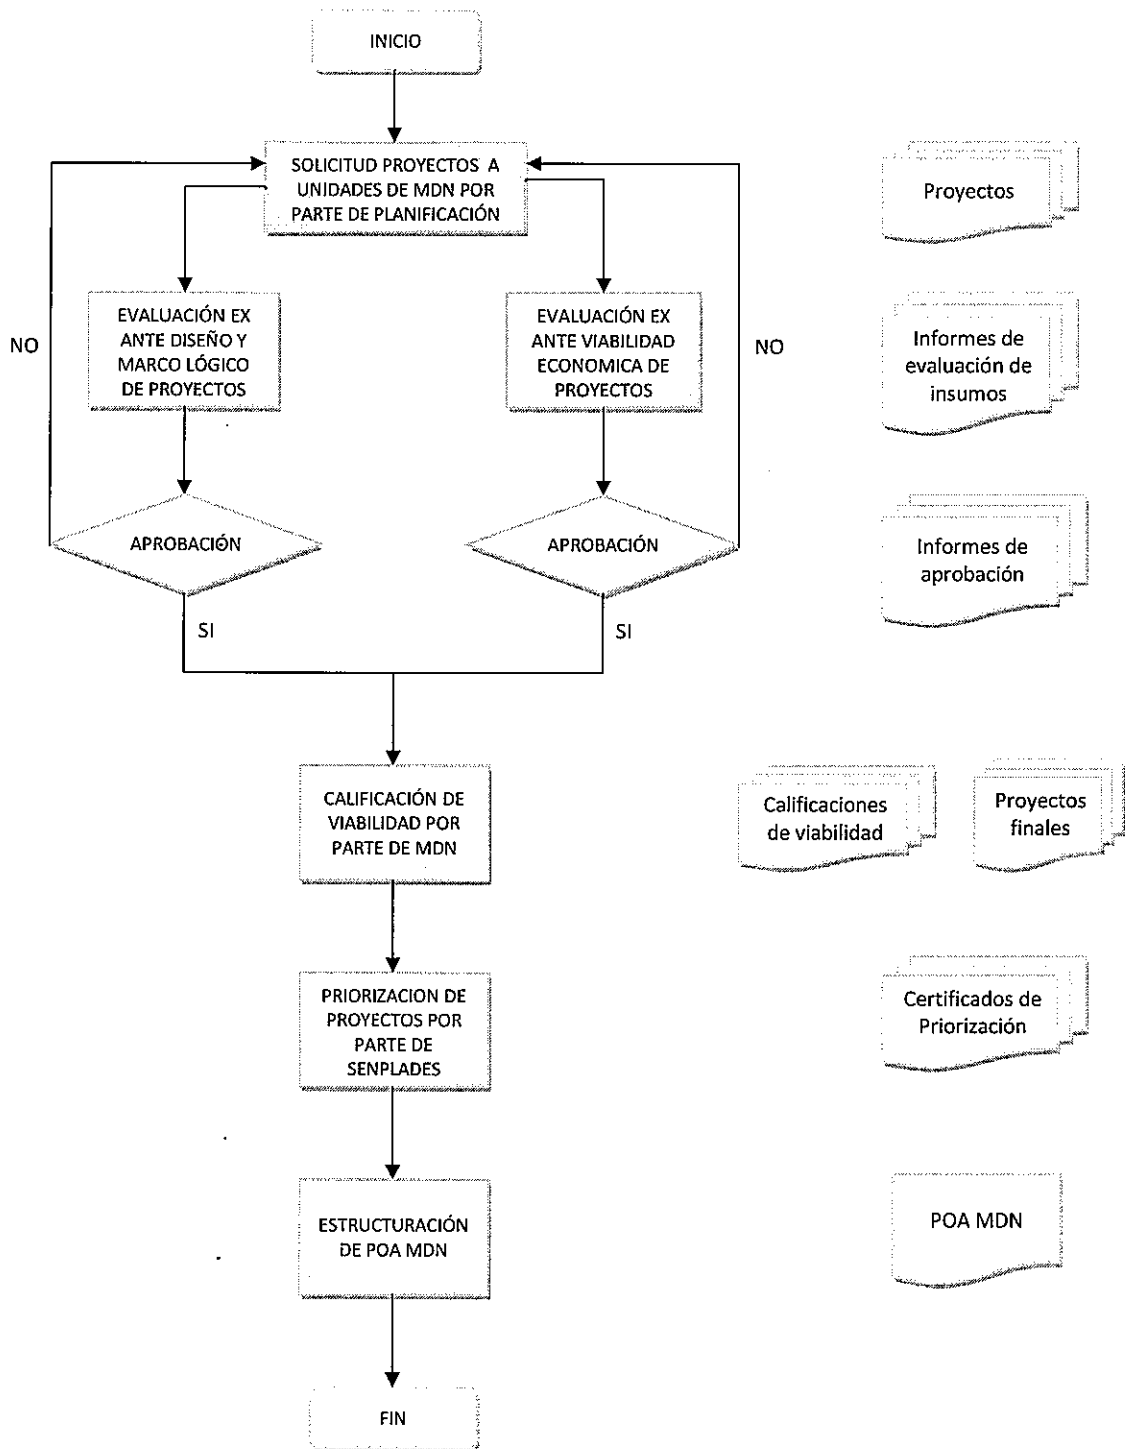 INICIO
SOLICITUD PROYECTOS A
UNIDADES DE MDN POR
PARTE DE PLANIFICACIÓN
Proyectos
EVALUACIÓN EX
ANTE DISEÑO Y
MARCO LÓGICO
DE PROYECTOS
EVALUACIÓN EX
ANTE VIABILIDAD
ECONOMICA DE
PROYECTOS
NO
NO
Informes de
evaluación de
insumos
APROBACIÓN
APROBACIÓN
Informes de
aprobación
SI
SI
CALIFICACIÓN DE
VIABILIDAD POR
PARTE DE MDN
Calificaciones
de viabilidad
Proyectos
finales
PRIORIZACION DE
PROYECTOS POR
PARTE DE
SENPLADES
Certificados de
Priorización
ESTRUCTURACIÓN
DE POA MDN
POA MDN
FIN